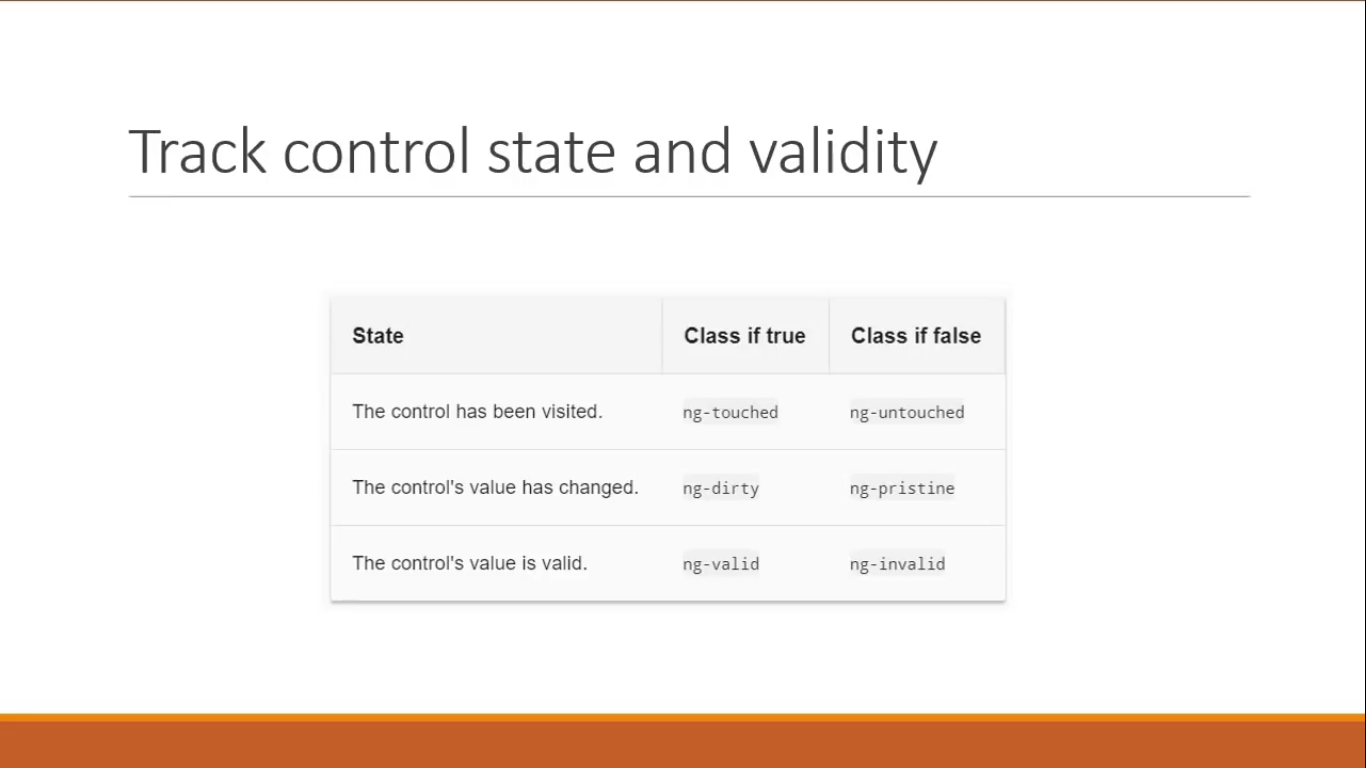 Track control state and validity
State Class if true Class if false
The control has been visited. ng-touched ng-untouched
The control's value has changed. ng-dirty ng-pristine
The control's value is valid. ng-valid ng-invalid